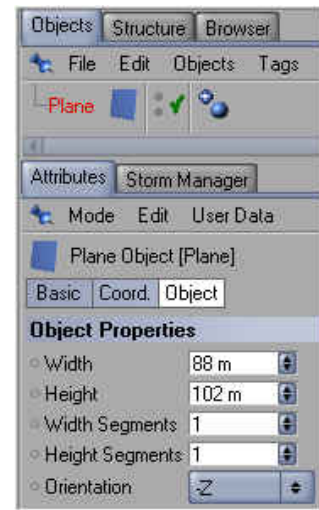 Objects Structure Browser
File Edit Objects Tags
Plane
Attributes Storm Manager
Mode Edit User Data
Plane Object [Plane]
Basic Coord. Object
Object Properties
Width 88 m
Height 102 m
Width Segments 1
Height Segments 1
Orientation -Z